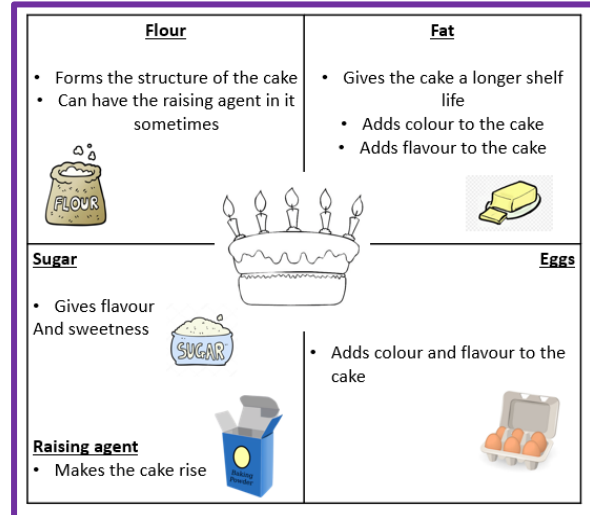 Flour
• Forms the structure of the cake
• Can have the raising agent in it
sometimes
FLOUR
Fat
• Gives the cake a longer shelf
life
• Adds colour to the cake
• Adds flavour to the cake
Sugar
• Gives flavour
And sweetness
SUGAR
Eggs
• Adds colour and flavour to the
cake
Raising agent
• Makes the cake rise
Baking
Powder